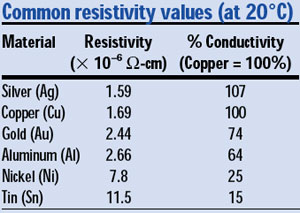 Common resistivity values (at 20°C)
Material Resistivity % Conductivity
(× 10⁻⁶ Ω-cm) (Copper = 100%)
Silver (Ag) 1.59 107
Copper (Cu) 1.69 100
Gold (Au) 2.44 74
Aluminum (Al) 2.66 64
Nickel (Ni) 7.8 25
Tin (Sn) 11.5 15